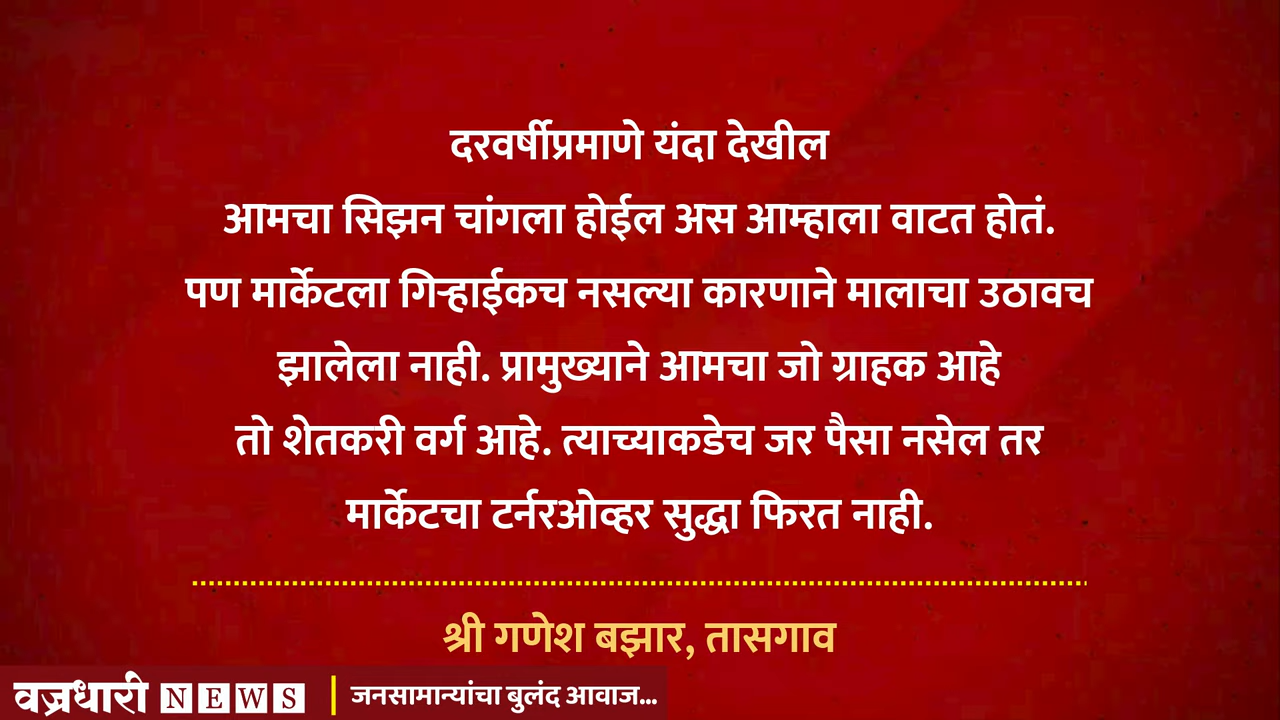 दरवर्षीप्रमाणे यंदा देखील
आमचा सिझन चांगला होईल अस आम्हाला वाटत होतं.
पण मार्केटला गिऱ्हाईकच नसल्या कारणाने मालाचा उठावच
झालेला नाही. प्रामुख्याने आमचा जो ग्राहक आहे
तो शेतकरी वर्ग आहे. त्याच्याकडेच जर पैसा नसेल तर
मार्केटचा टर्नरओव्हर सुद्धा फिरत नाही.
श्री गणेश बझार, तासगाव
वज्रधारी NEWS | जनसामान्यांचा बुलंद आवाज...